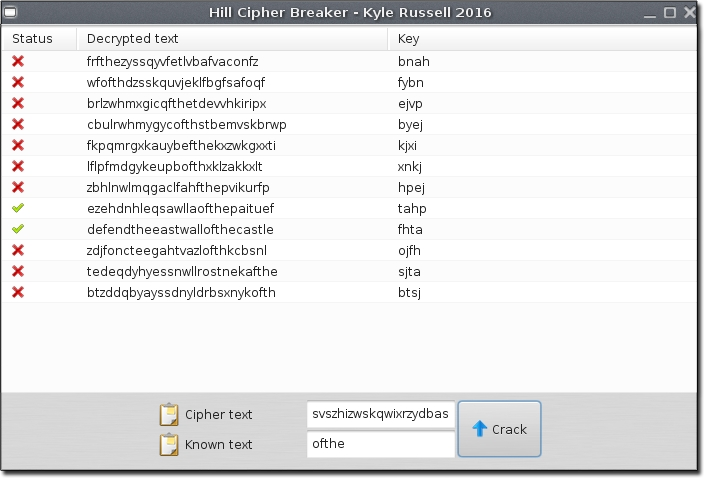 Hill Cipher Breaker - Kyle Russell 2016
Status Decrypted text Key
frfthezyssqyvfetlvbafvaconfz bnah
wfofthdzsskquvjeklfbgfsafoqf fybn
brlzwhmxgicqfthetdevvhkiripx ejvp
cbulrwhmygycofthstbemvskbrwp byej
fkpqmrgxkauybefthekxzwkgxxti kjxi
lflpfmdgykeupbofthxklzakkxlt xnkj
zbhlnwlmqgaclfahfthepvikurfp hpej
ezehdnhleqsawllaofthepaituef tahp
defendtheeastwallofthecastle fhta
zdjfoncteegahtvazlofthkcbsnl ojfh
tedeqdyhyessnwllrostnekafthe sjta
btzddqbyayssdnyldrbsxnykofth btsj
Cipher text svszhizwskqwixrzydbas
Known text ofthe
Crack